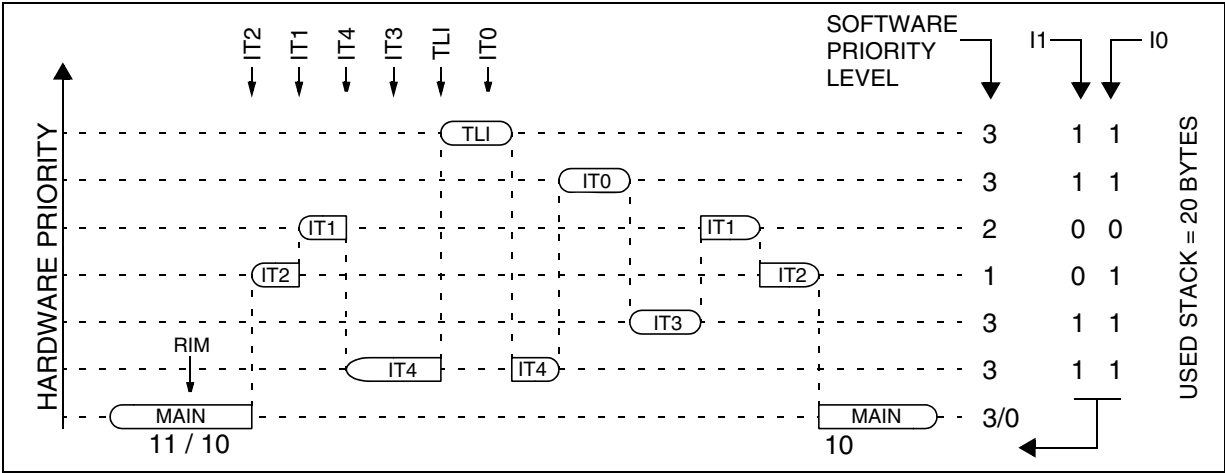 IT2
IT1
IT4
IT3
TLI
IT0
SOFTWARE
PRIORITY
LEVEL
I1
I0
HARDWARE PRIORITY
TLI
3
1 1
IT0
3
1 1
IT1
IT1
2
0 0
IT2
IT2
1
0 1
IT3
3
1 1
RIM
IT4
IT4
3
1 1
MAIN
MAIN
3/0
11 / 10
10
USED STACK = 20 BYTES